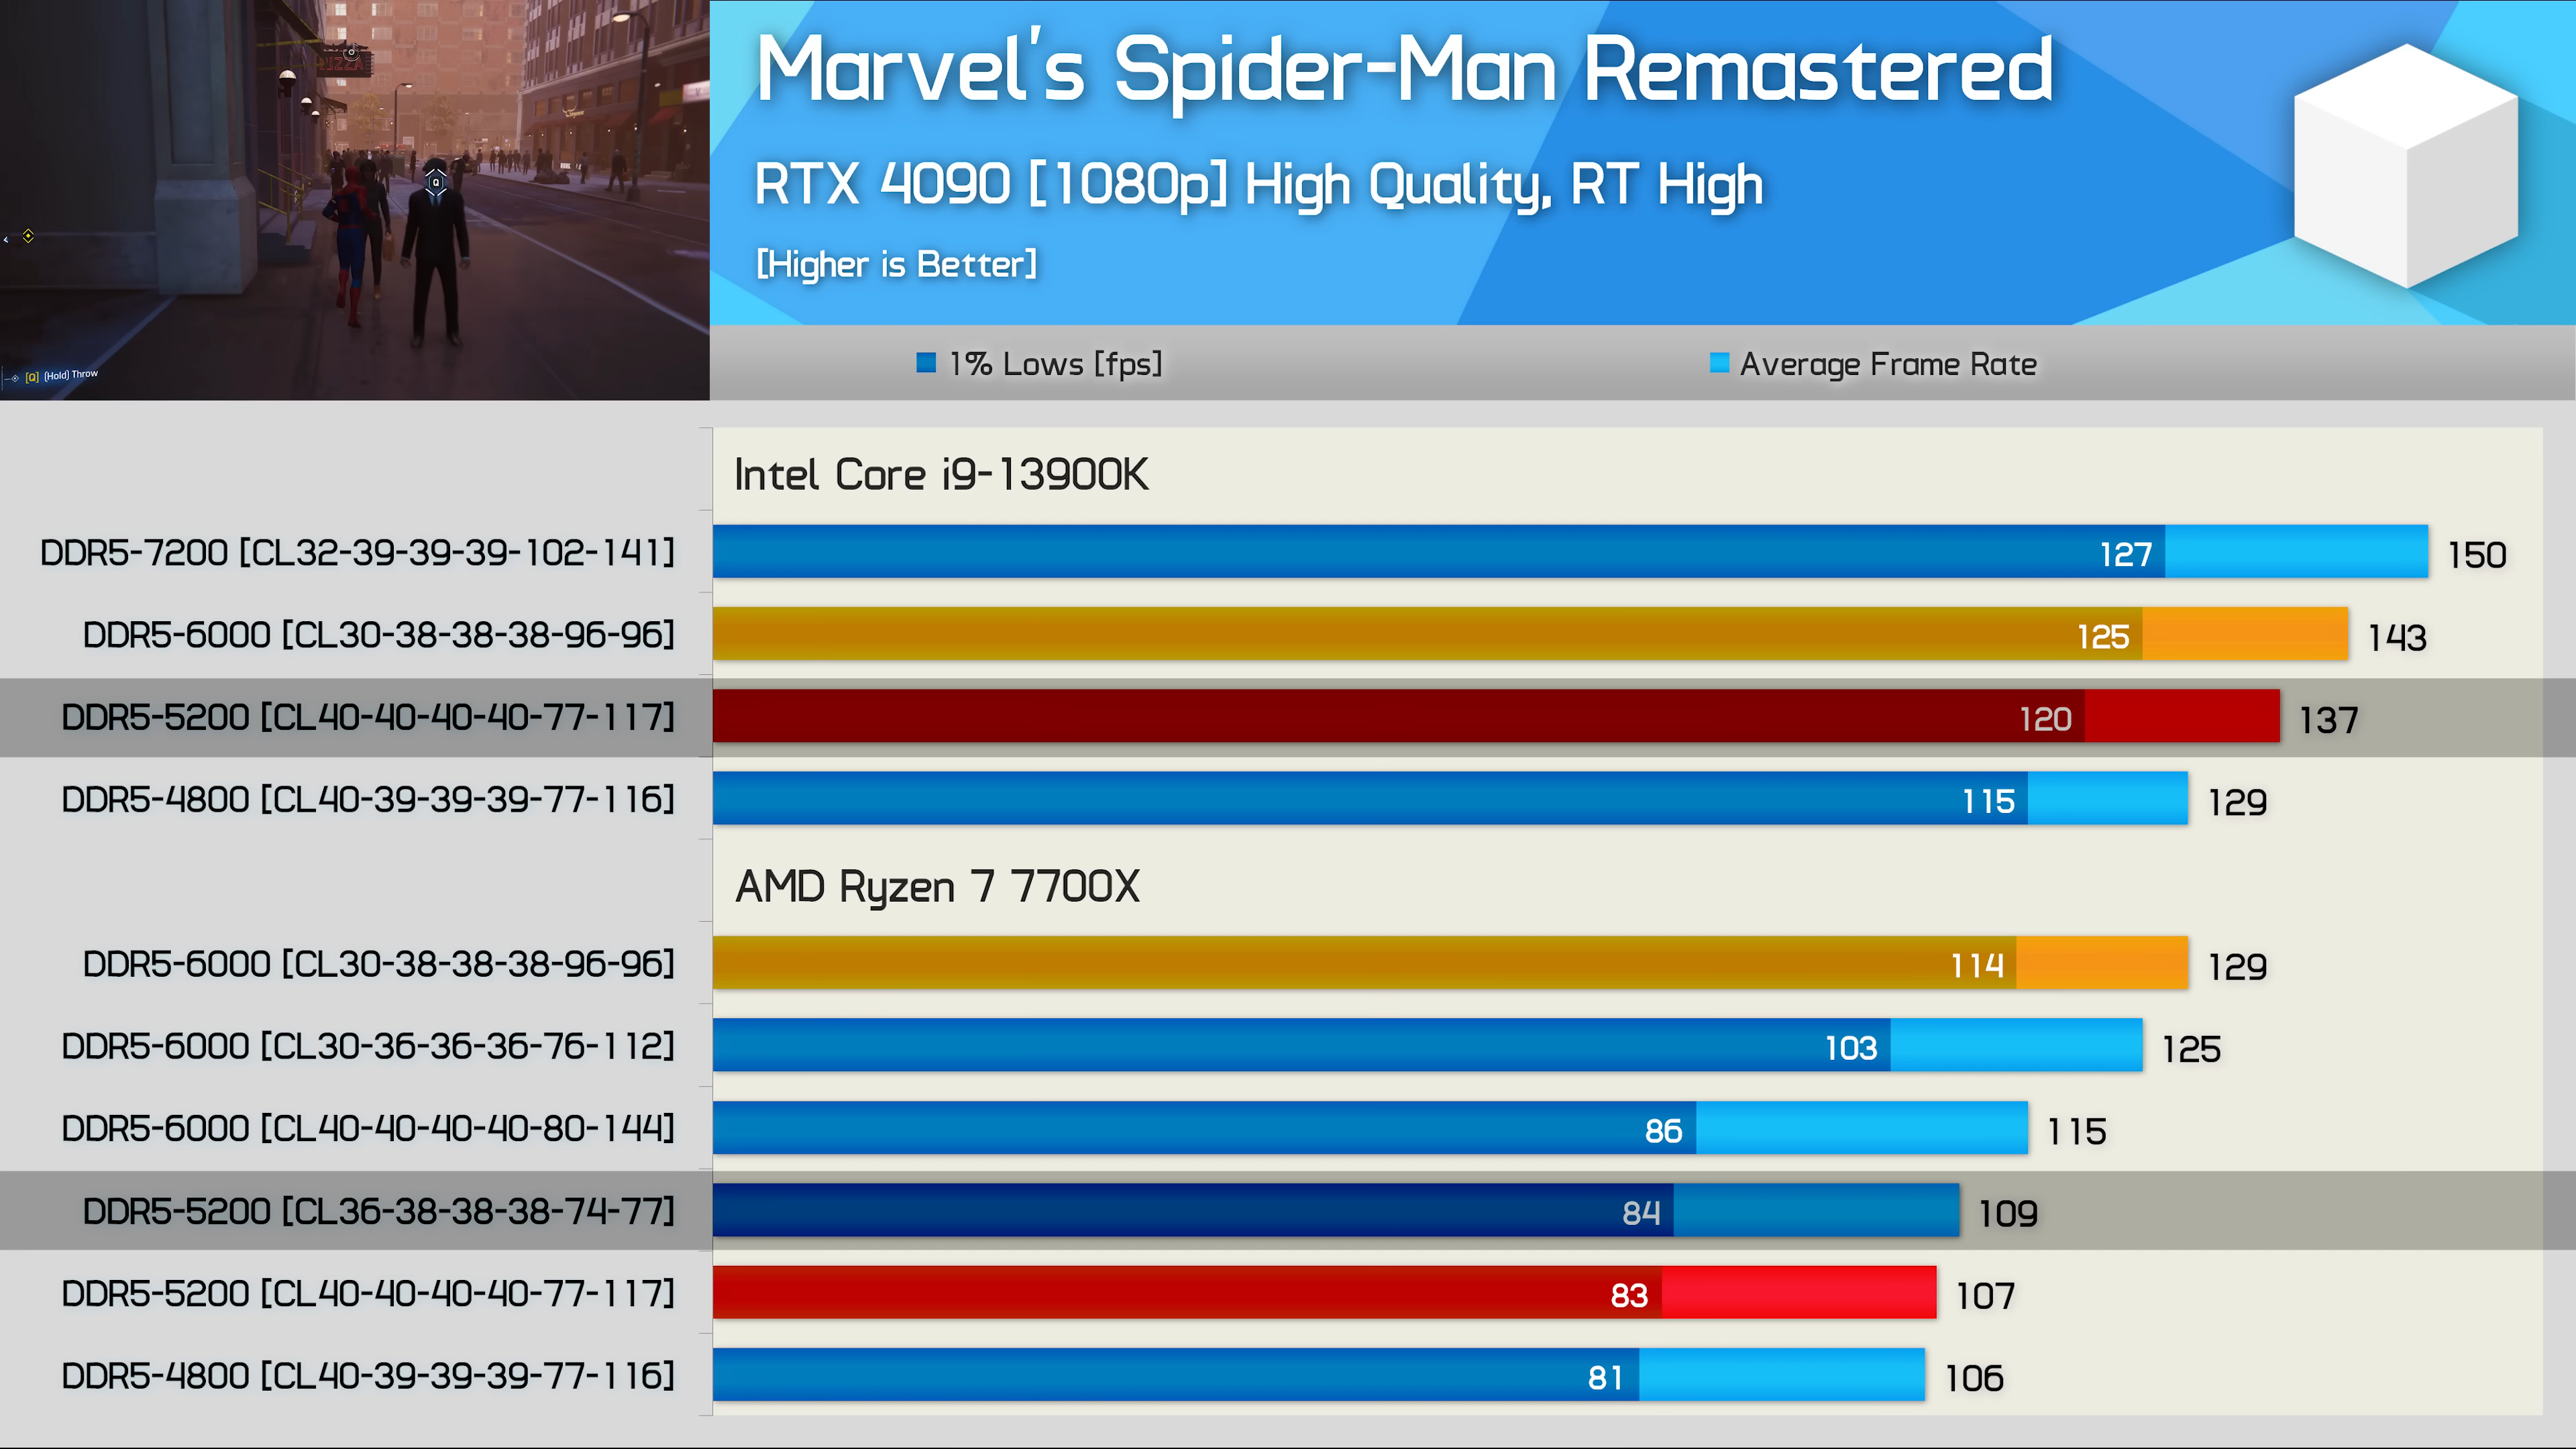 PIZZA
Q
[Q] (Hold) Throw
Marvel's Spider-Man Remastered
RTX 4090 [1080p] High Quality, RT High
[Higher is Better]
1% Lows [fps]
Average Frame Rate
Intel Core i9-13900K
DDR5-7200 [CL32-39-39-39-102-141] 127 150
DDR5-6000 [CL30-38-38-38-96-96] 125 143
DDR5-5200 [CL40-40-40-40-77-117] 120 137
DDR5-4800 [CL40-39-39-39-77-116] 115 129
AMD Ryzen 7 7700X
DDR5-6000 [CL30-38-38-38-96-96] 114 129
DDR5-6000 [CL30-36-36-36-76-112] 103 125
DDR5-6000 [CL40-40-40-40-80-144] 86 115
DDR5-5200 [CL36-38-38-38-74-77] 84 109
DDR5-5200 [CL40-40-40-40-77-117] 83 107
DDR5-4800 [CL40-39-39-39-77-116] 81 106